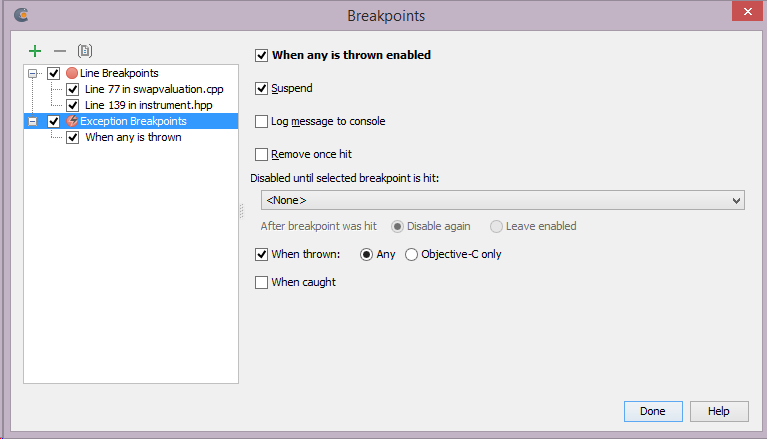 Breakpoints
Line Breakpoints
Line 77 in swapvaluation.cpp
Line 139 in instrument.hpp
Exception Breakpoints
When any is thrown
When any is thrown enabled
Suspend
Log message to console
Remove once hit
Disabled until selected breakpoint is hit:
<None>
After breakpoint was hit Disable again Leave enabled
When thrown: Any Objective-C only
When caught
Done Help